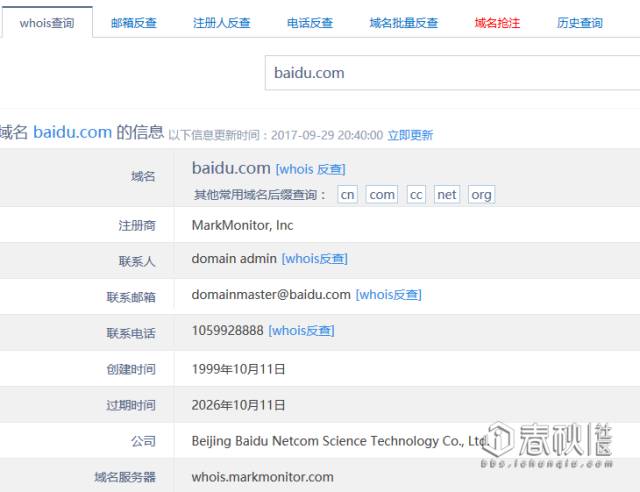 whois查询 邮箱反查 注册人反查 电话反查 域名批量反查 域名抢注 历史查询
baidu.com
域名 baidu.com 的信息 以下信息更新时间：2017-09-29 20:40:00 立即更新
域名 baidu.com [whois 反查]
其他常用域名后缀查询： cn com cc net org
注册商 MarkMonitor, Inc
联系人 domain admin [whois反查]
联系邮箱 domainmaster@baidu.com [whois反查]
联系电话 1059928888 [whois反查]
创建时间 1999年10月11日
过期时间 2026年10月11日
公司 Beijing Baidu Netcom Science Technology Co., Ltd.
春秋社区
bbs.ichunqiu.com
域名服务器 whois.markmonitor.com